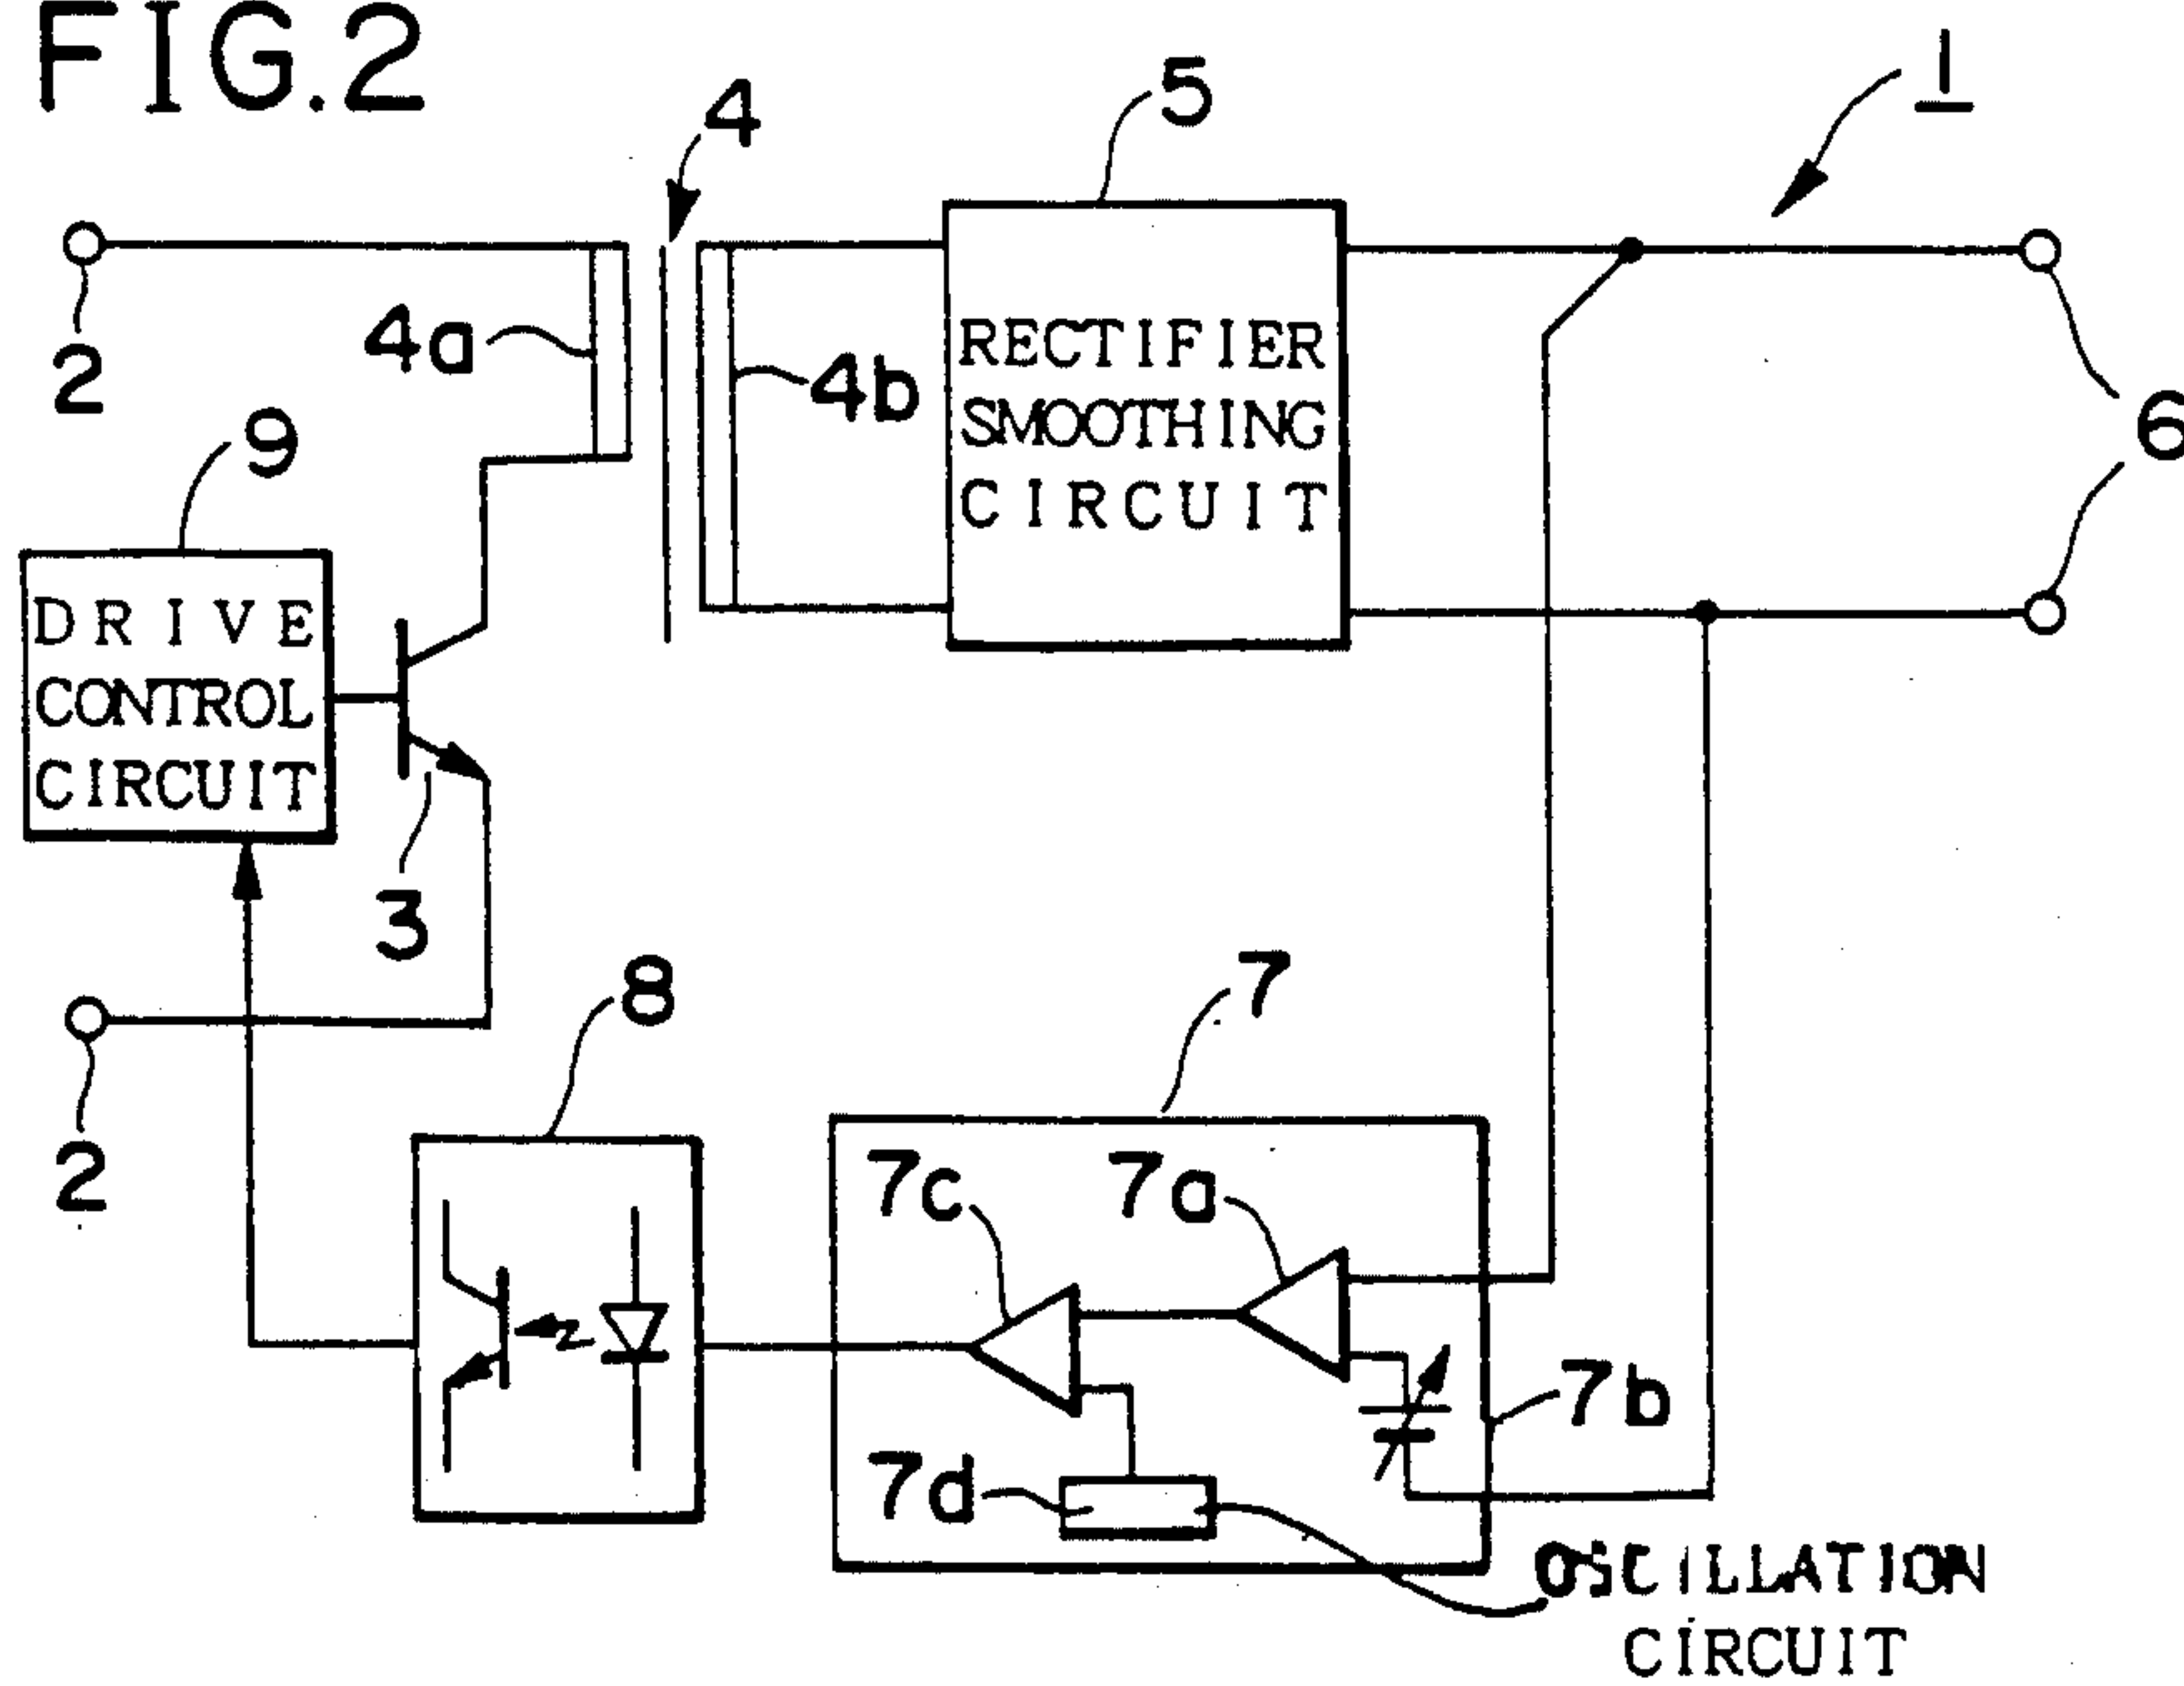 FIG.2
1
4
5
2
4a
4b
6
RECTIFIER
SMOOTHING
CIRCUIT
9
DRIVE
CONTROL
CIRCUIT
3
2
8
7
7c
7a
7b
7d
OSCILLATION
CIRCUIT